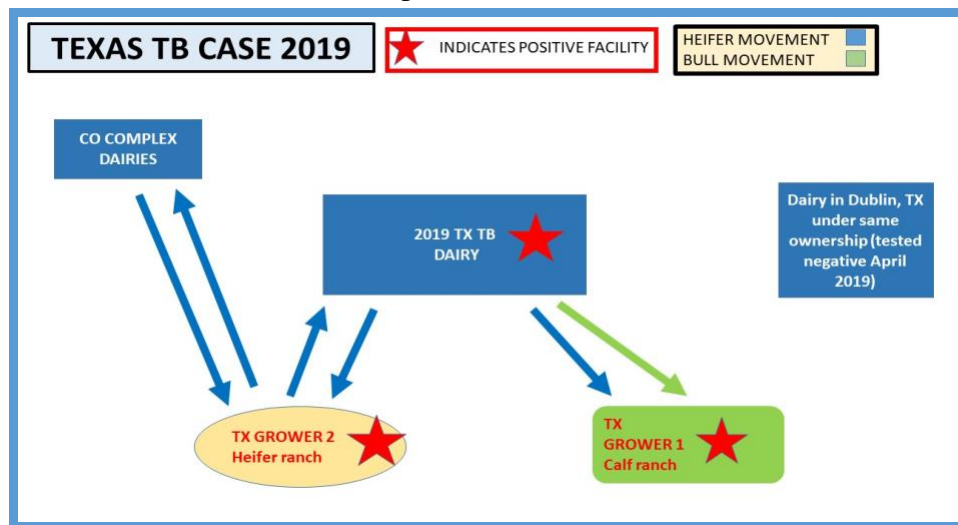 TEXAS TB CASE 2019
INDICATES POSITIVE FACILITY
HEIFER MOVEMENT
BULL MOVEMENT
CO COMPLEX
DAIRIES
2019 TX TB
DAIRY
Dairy in Dublin, TX
under same
ownership (tested
negative April
2019)
TX GROWER 2
Heifer ranch
TX
GROWER 1
Calf ranch